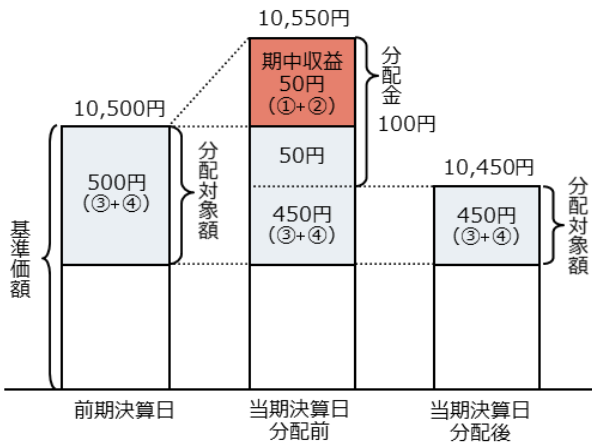 10,550円
期中収益
50円
(①+②)
分配金
100円
10,500円
500円
(③+④)
分配対象額
50円
450円
(③+④)
10,450円
450円
(③+④)
分配対象額
基準価額
前期決算日
当期決算日
分配前
当期決算日
分配後